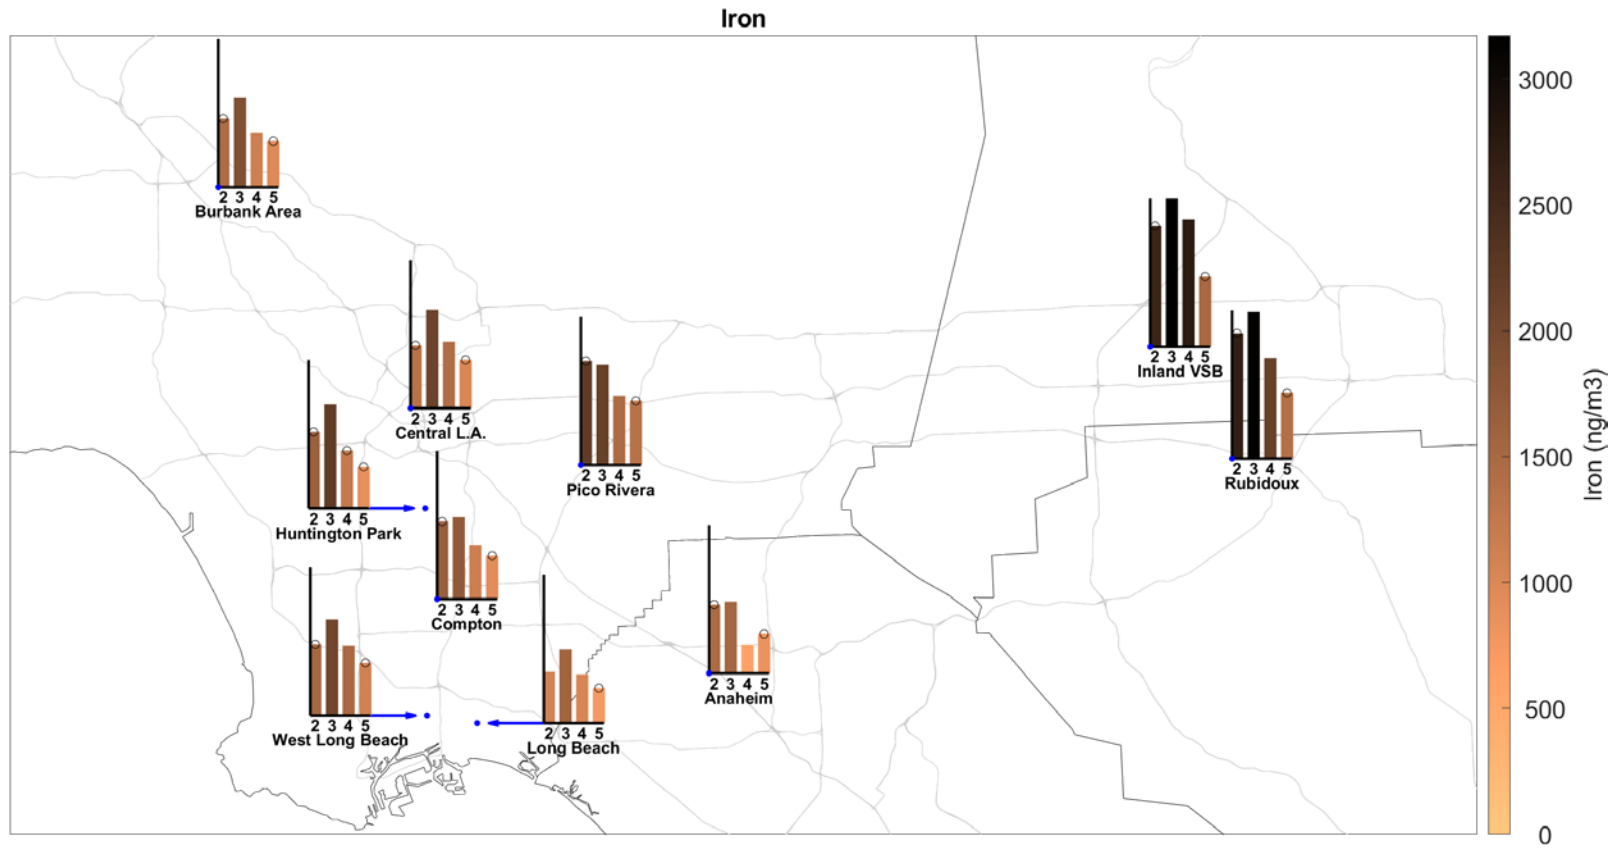 Iron
2 3 4 5
Burbank Area
2 3 4 5
Inland VSB
2 3 4 5
Central L.A.
2 3 4 5
Rubidoux
2 3 4 5
Pico Rivera
2 3 4 5
Huntington Park
2 3 4 5
Compton
2 3 4 5
Anaheim
2 3 4 5
West Long Beach
2 3 4 5
Long Beach
3000
2500
2000
1500
1000
500
0
Iron (ng/m3)